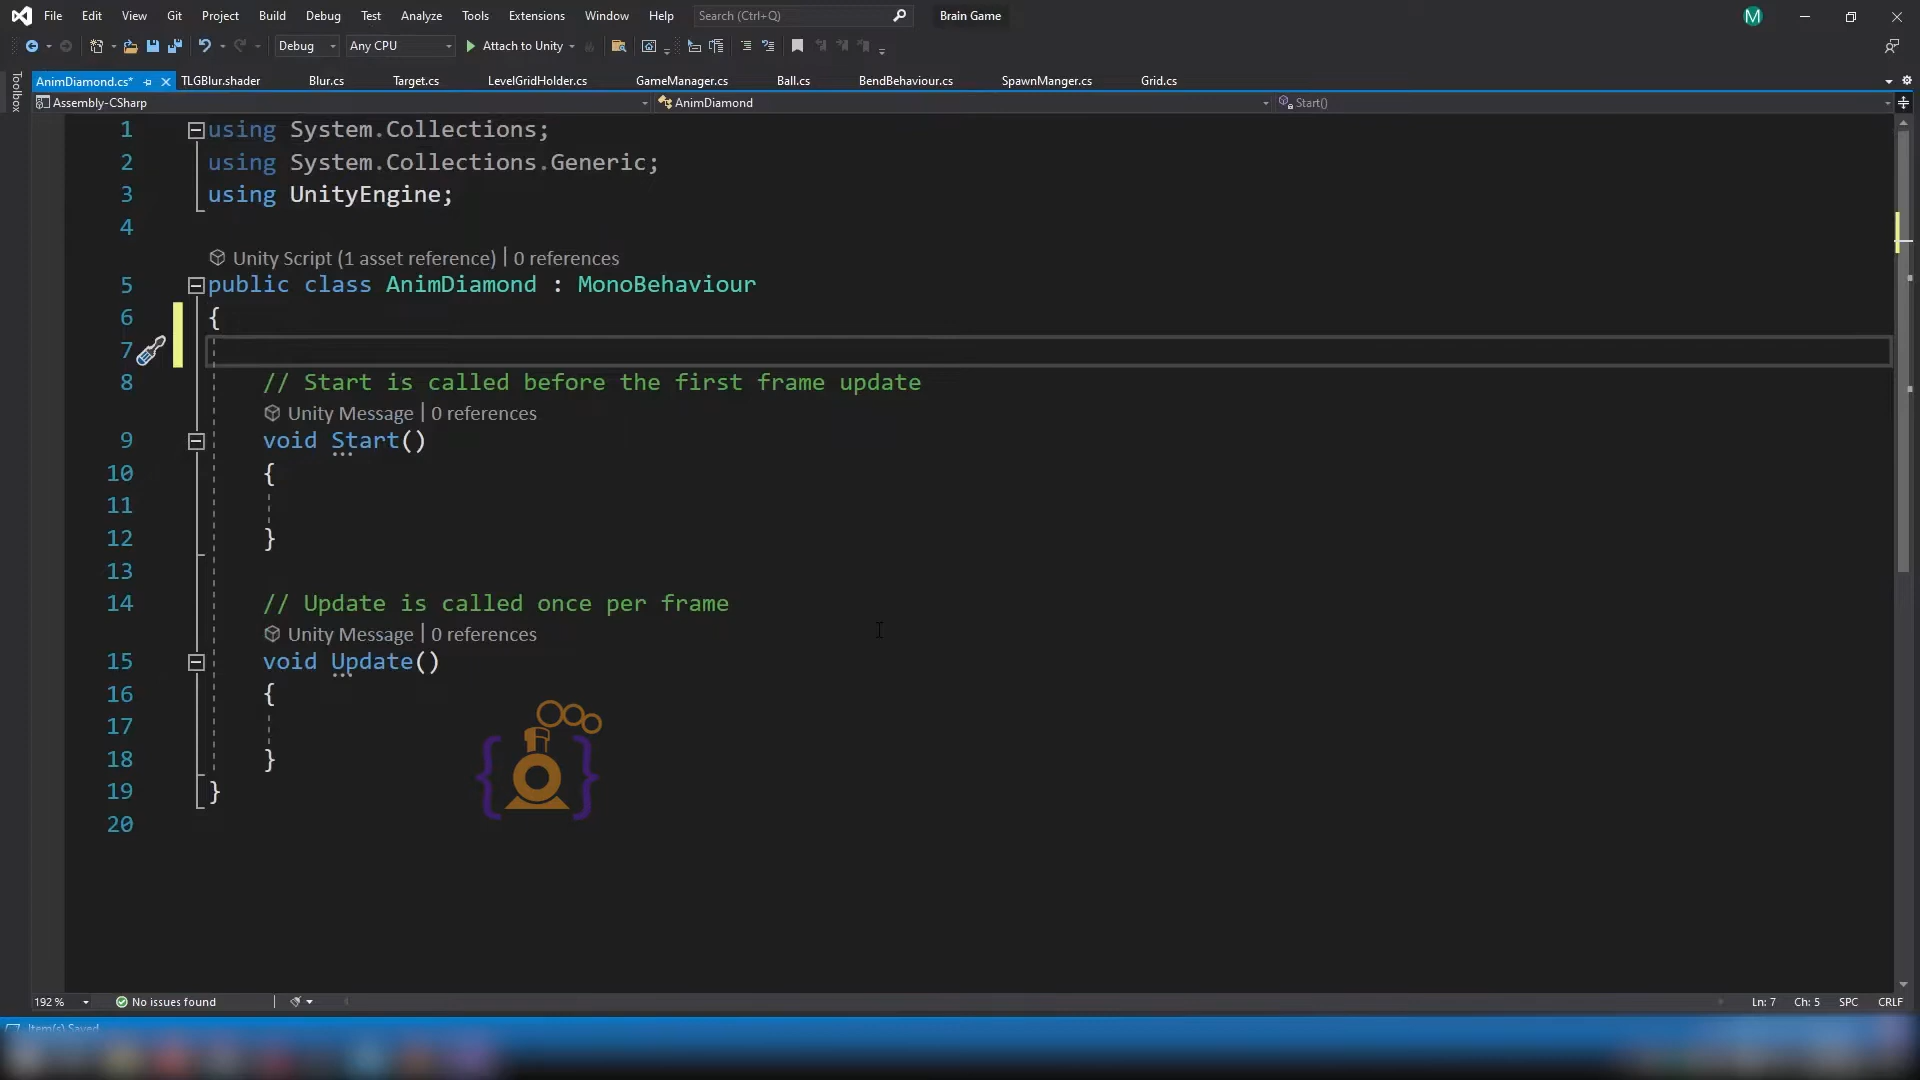 File Edit View Git Project Build Debug Test Analyze Tools Extensions Window Help Search (Ctrl+Q) Brain Game M
Debug Any CPU Attach to Unity
Toolbox
AnimDiamond.cs* TLGBlur.shader Blur.cs Target.cs LevelGridHolder.cs GameManager.cs Ball.cs BendBehaviour.cs SpawnManger.cs Grid.cs
Assembly-CSharp AnimDiamond Start()
1 using System.Collections;
2 using System.Collections.Generic;
3 using UnityEngine;
4
Unity Script (1 asset reference) | 0 references
5 public class AnimDiamond : MonoBehaviour
6 {
7
8 // Start is called before the first frame update
Unity Message | 0 references
9 void Start()
10 {
11
12 }
13
14 // Update is called once per frame
Unity Message | 0 references
15 void Update()
16 {
17
18 }
19 }
20
192 % No issues found Ln: 7 Ch: 5 SPC CRLF
Item(s) Saved